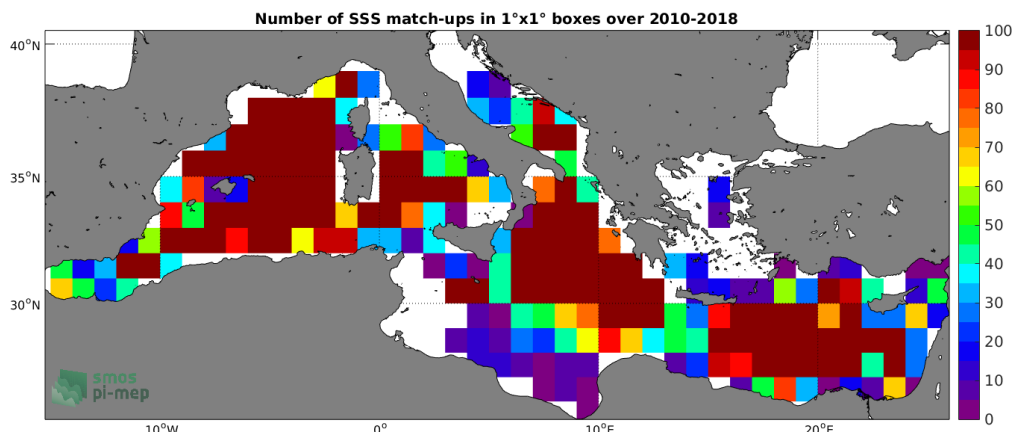 Number of SSS match-ups in 1°x1° boxes over 2010-2018
40°N
35°N
30°N
10°W
0°
10°E
20°E
100
90
80
70
60
50
40
30
20
10
0
smos
pi-mep